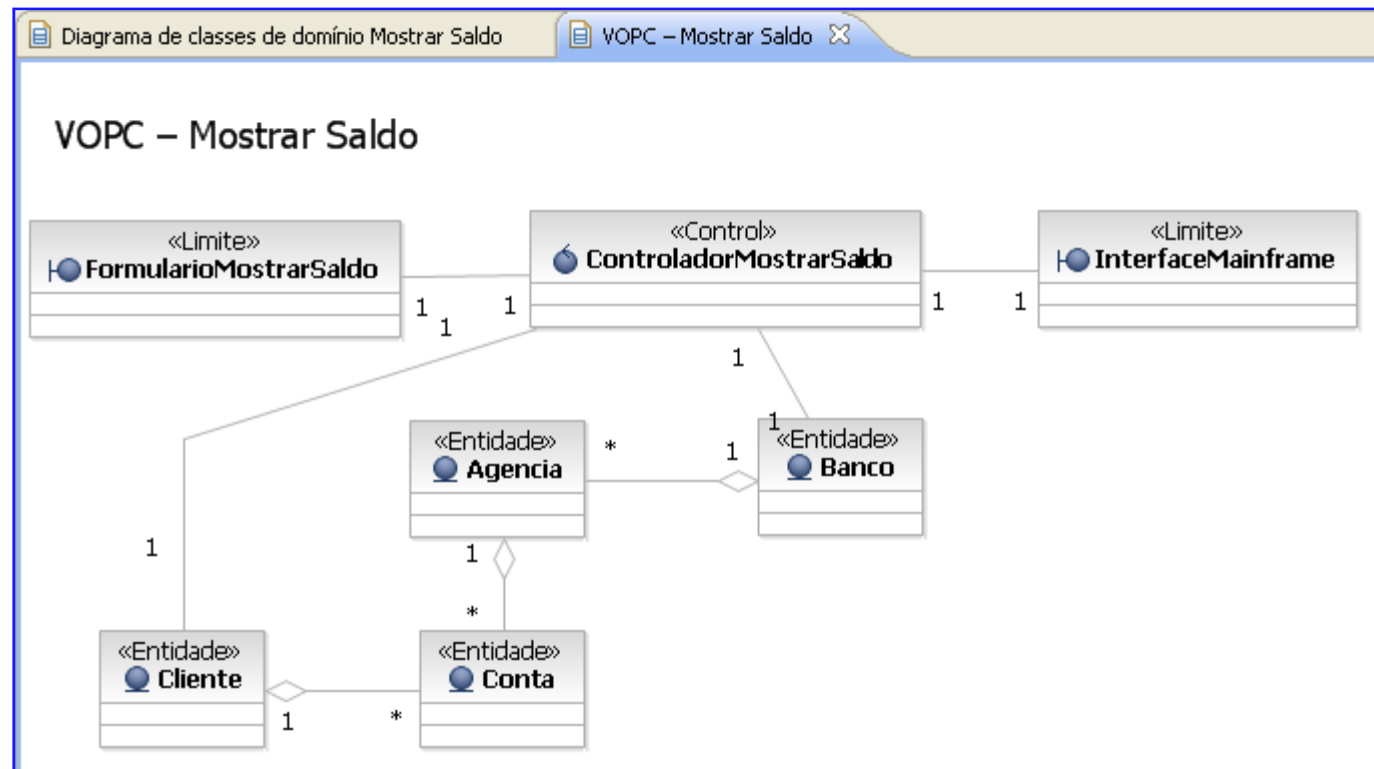 Diagrama de classes de domínio Mostrar Saldo
VOPC – Mostrar Saldo
VOPC – Mostrar Saldo
«Limite»
FormularioMostrarSaldo
«Control»
ControladorMostrarSaldo
«Limite»
InterfaceMainframe
1
1
1
1
1
1
1
«Entidade»
Agencia
*
1
«Entidade»
Banco
1
1
*
«Entidade»
Cliente
1
*
«Entidade»
Conta